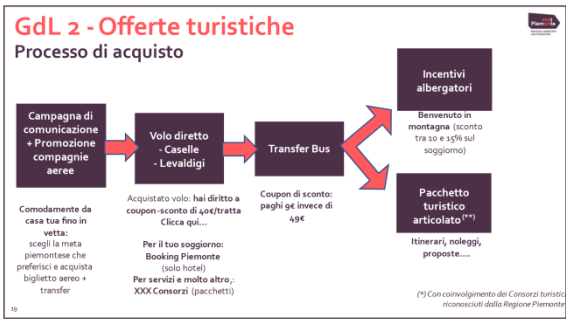 GdL 2 - Offerte turistiche
Processo di acquisto
Piemonte
Campagna di
comunicazione
+ Promozione
compagnie
aeree
Comodamente da
casa tua fino in
vetta:
scegli la meta
piemontese che
preferisci e acquista
biglietto aereo +
transfer
Volo diretto
- Caselle
- Levaldigi
Acquistato volo: hai diritto a
coupon-sconto di 40€/tratta
Clicca qui...
Per il tuo soggiorno:
Booking Piemonte
(solo hotel)
Per servizi e molto altro,:
XXX Consorzi (pacchetti)
Transfer Bus
Coupon di sconto:
paghi 9€ invece di
49€
Incentivi
albergatori
Benvenuto in
montagna (sconto
tra 10 e 15% sul
soggiorno)
Pacchetto
turistico
articolato (**)
Itinerari, noleggi,
proposte....
(*) Con coinvolgimento dei Consorzi turistici
riconosciuti dalla Regione Piemonte
19